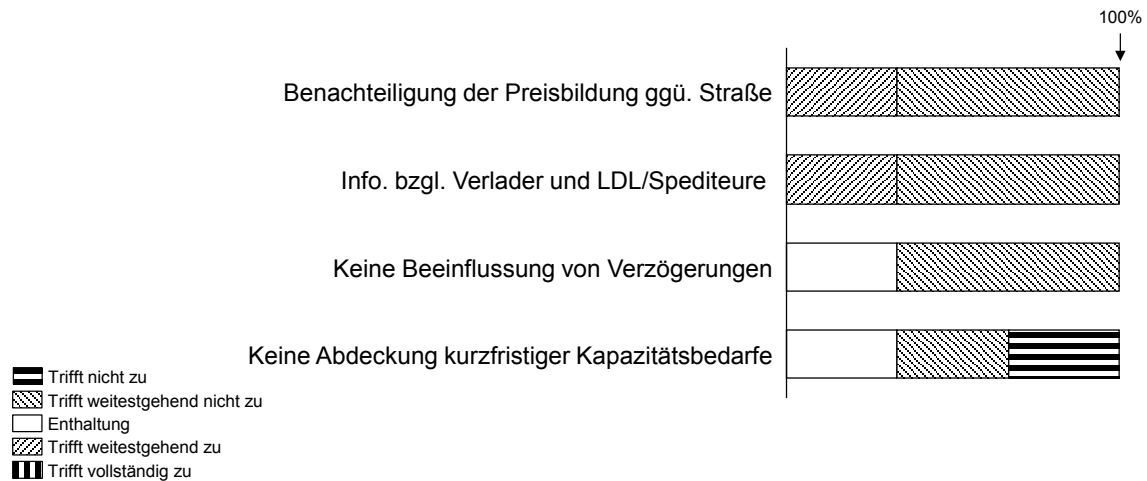 100%
Benachteiligung der Preisbildung ggü. Straße
Info. bzgl. Verlader und LDL/Spediteure
Keine Beeinflussung von Verzögerungen
Keine Abdeckung kurzfristiger Kapazitätsbedarfe
Trifft nicht zu
Trifft weitestgehend nicht zu
Enthaltung
Trifft weitestgehend zu
Trifft vollständig zu